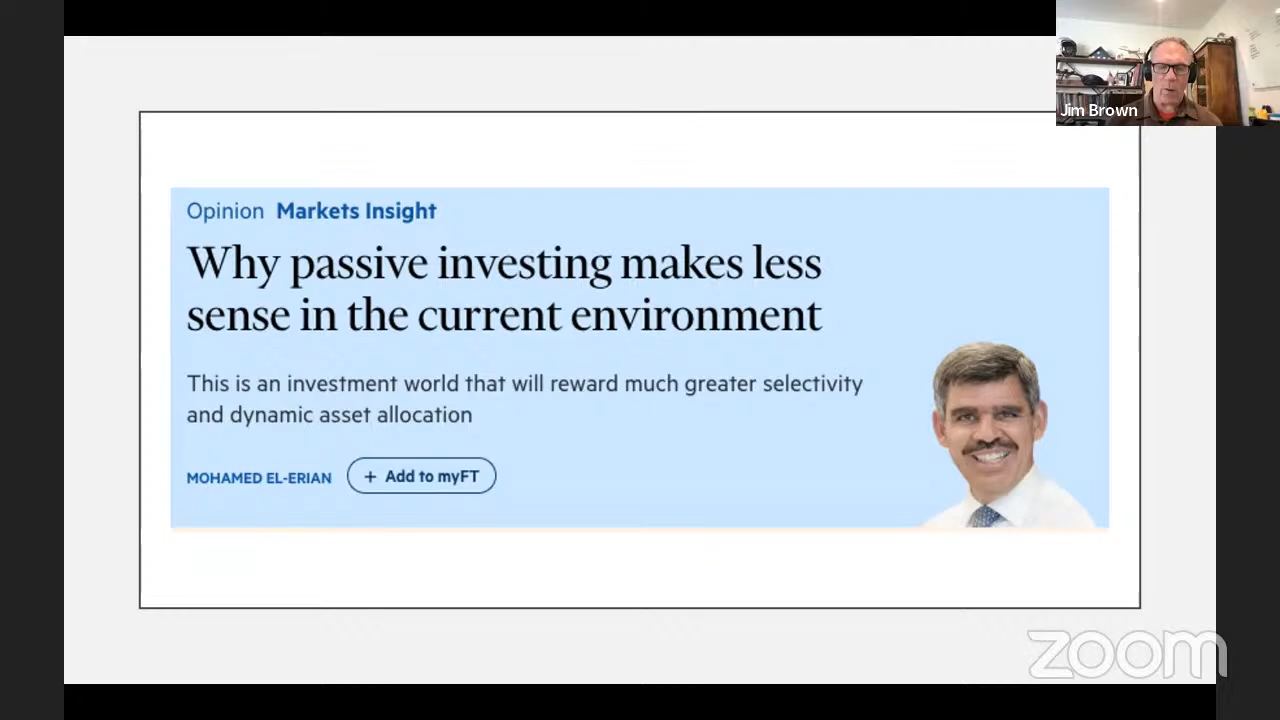 Jim Brown
Opinion Markets Insight
Why passive investing makes less
sense in the current environment
This is an investment world that will reward much greater selectivity
and dynamic asset allocation
MOHAMED EL-ERIAN + Add to myFT
zoom